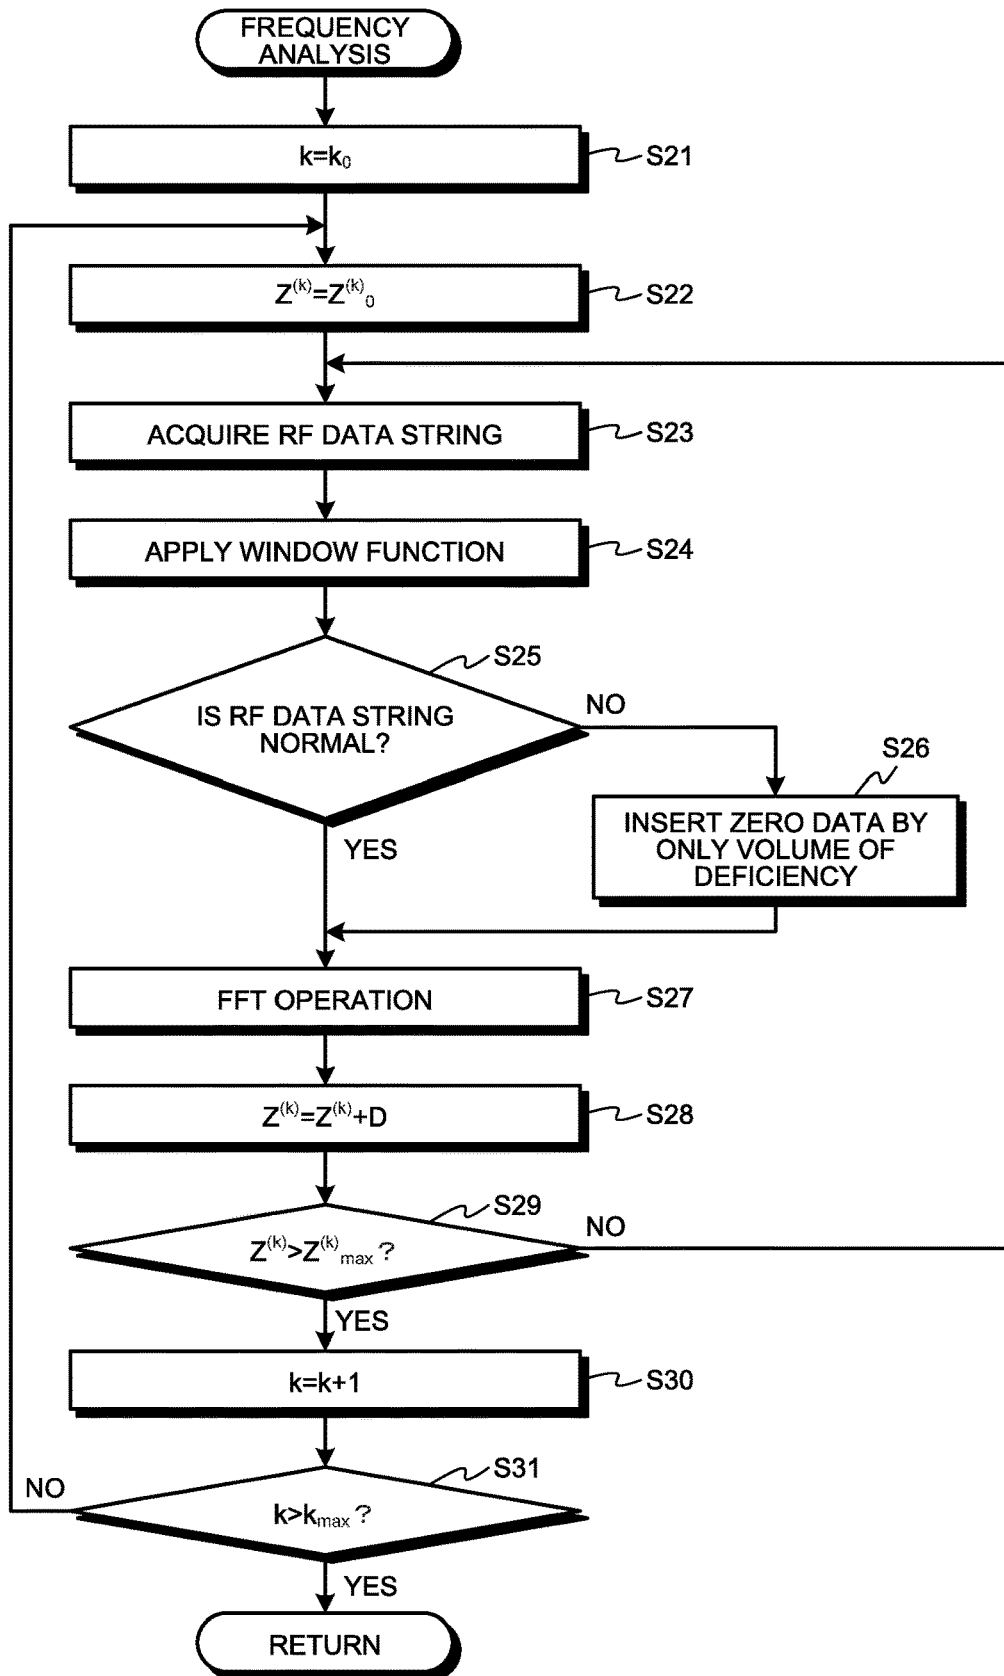 FREQUENCY
ANALYSIS
k=k₀
S21
Z⁽ᵏ⁾=Z⁽ᵏ⁾₀
S22
ACQUIRE RF DATA STRING
S23
APPLY WINDOW FUNCTION
S24
S25
IS RF DATA STRING
NORMAL?
NO
YES
S26
INSERT ZERO DATA BY
ONLY VOLUME OF
DEFICIENCY
FFT OPERATION
S27
Z⁽ᵏ⁾=Z⁽ᵏ⁾+D
S28
S29
Z⁽ᵏ⁾>Z⁽ᵏ⁾max?
NO
YES
k=k+1
S30
S31
NO
k>kmax?
YES
RETURN